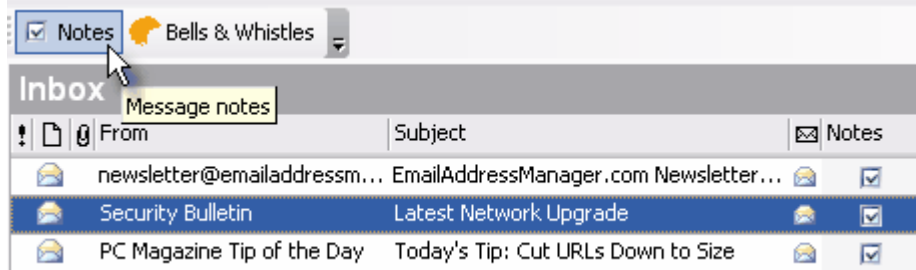 Notes Bells & Whistles
Inbox
Message notes
From Subject Notes
newsletter@emailaddressm... EmailAddressManager.com Newsletter...
Security Bulletin Latest Network Upgrade
PC Magazine Tip of the Day Today's Tip: Cut URLs Down to Size